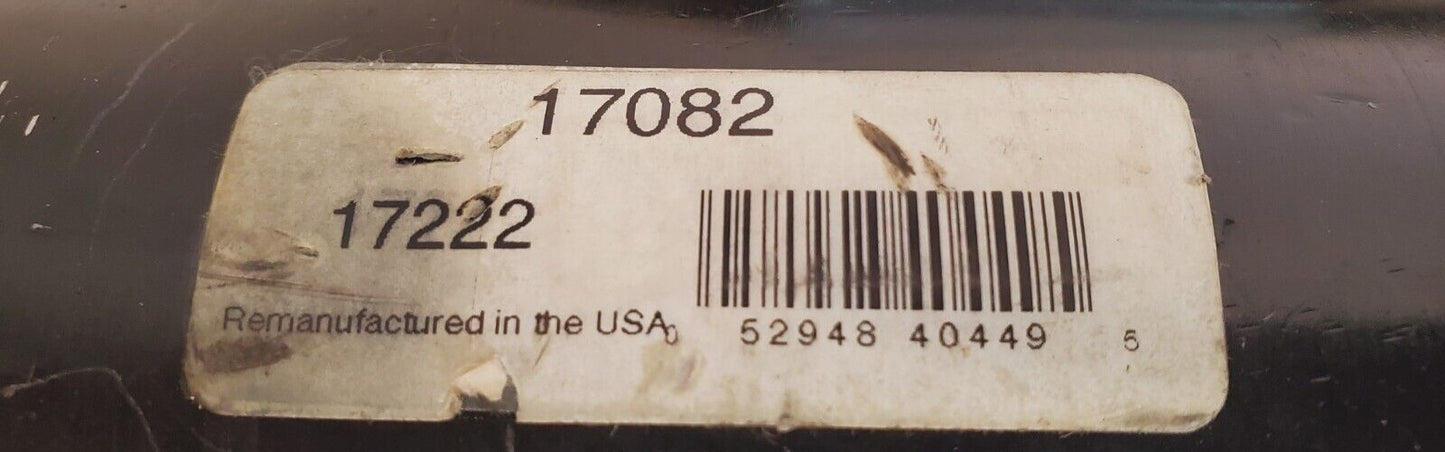 17082
17222
Remanufactured in the USA
0 52948 40449 5